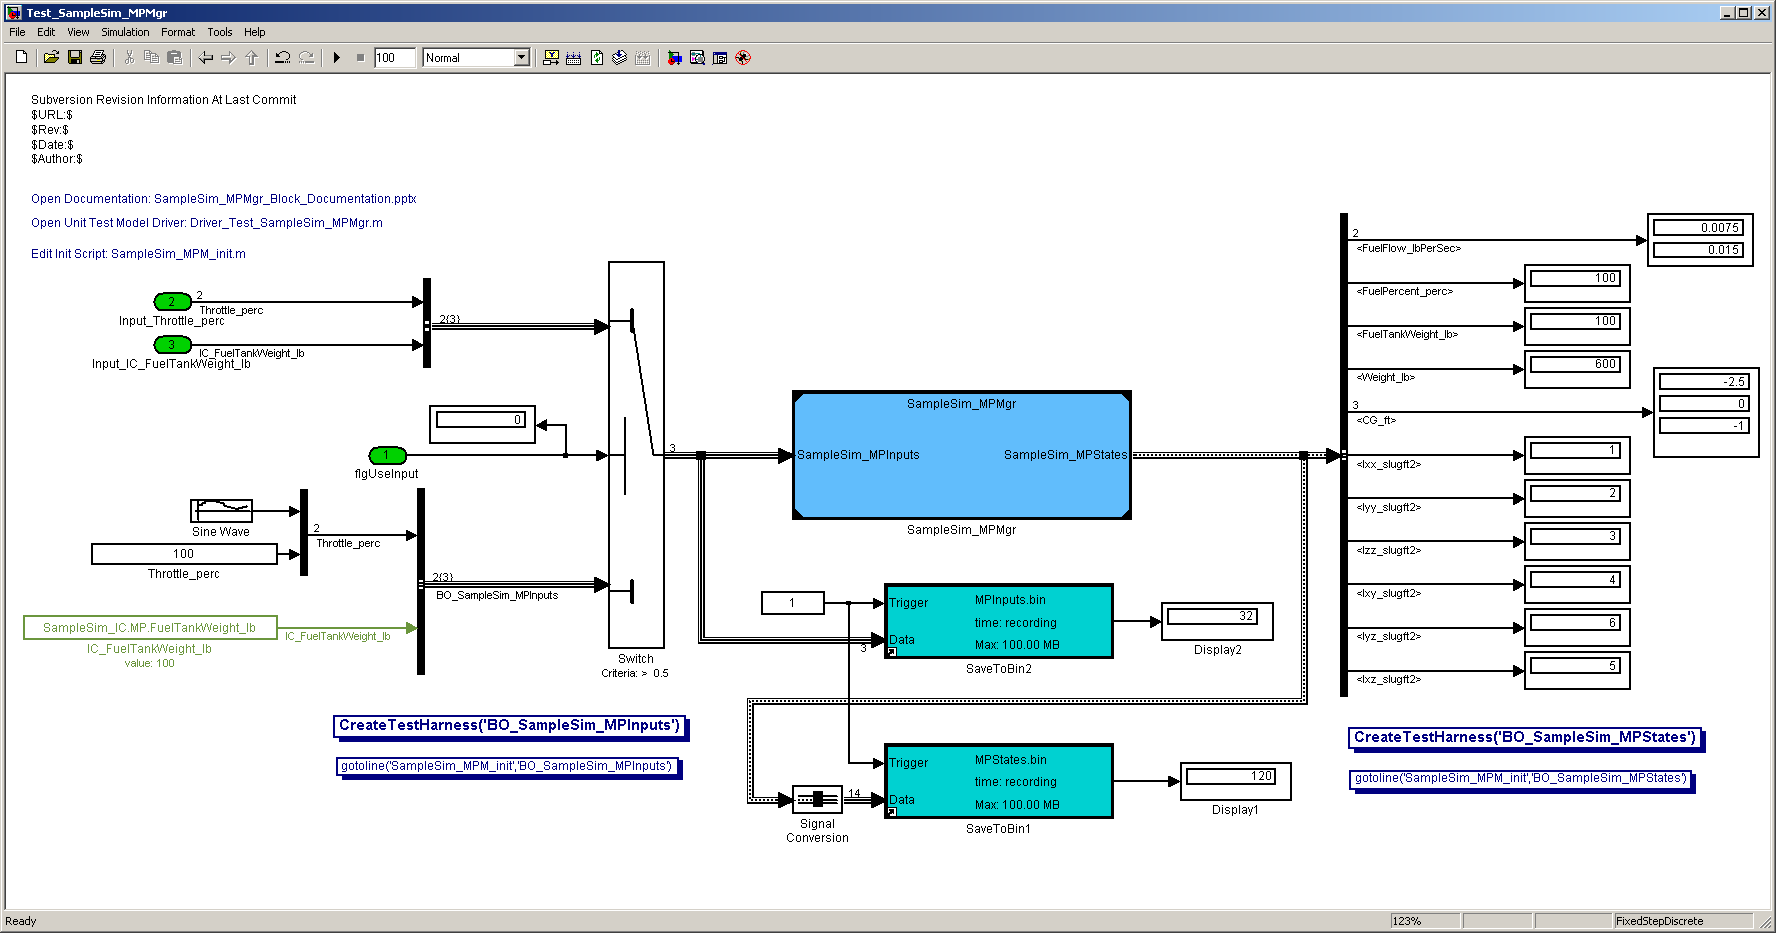 Test_SampleSim_MPMgr
File Edit View Simulation Format Tools Help
100 Normal
Subversion Revision Information At Last Commit
$URL:$
$Rev:$
$Date:$
$Author:$
Open Documentation: SampleSim_MPMgr_Block_Documentation.pptx
Open Unit Test Model Driver: Driver_Test_SampleSim_MPMgr.m
Edit Init Script: SampleSim_MPM_init.m
2
2
Throttle_perc
Input_Throttle_perc
3
IC_FuelTankWeight_lb
Input_IC_FuelTankWeight_lb
2{3}
0
1
flgUseInput
Sine Wave
100
Throttle_perc
2
Throttle_perc
SampleSim_IC.MP.FuelTankWeight_lb
IC_FuelTankWeight_lb
value: 100
IC_FuelTankWeight_lb
2{3}
BO_SampleSim_MPInputs
Switch
Criteria: > 0.5
3
CreateTestHarness('BO_SampleSim_MPInputs')
gotoline('SampleSim_MPM_init','BO_SampleSim_MPInputs')
SampleSim_MPMgr
SampleSim_MPInputs SampleSim_MPStates
SampleSim_MPMgr
1
Trigger
Data
3
MPInputs.bin
time: recording
Max: 100.00 MB
SaveToBin2
32
Display2
Signal
Conversion
14
Trigger
Data
MPStates.bin
time: recording
Max: 100.00 MB
SaveToBin1
120
Display1
2
<FuelFlow_lbPerSec>
0.0075
0.015
<FuelPercent_perc>
100
<FuelTankWeight_lb>
100
<Weight_lb>
600
3
<CG_ft>
-2.5
0
-1
<Ixx_slugft2>
1
<Iyy_slugft2>
2
<Izz_slugft2>
3
<Ixy_slugft2>
4
<Iyz_slugft2>
6
<Ixz_slugft2>
5
CreateTestHarness('BO_SampleSim_MPStates')
gotoline('SampleSim_MPM_init','BO_SampleSim_MPStates')
Ready 123% FixedStepDiscrete